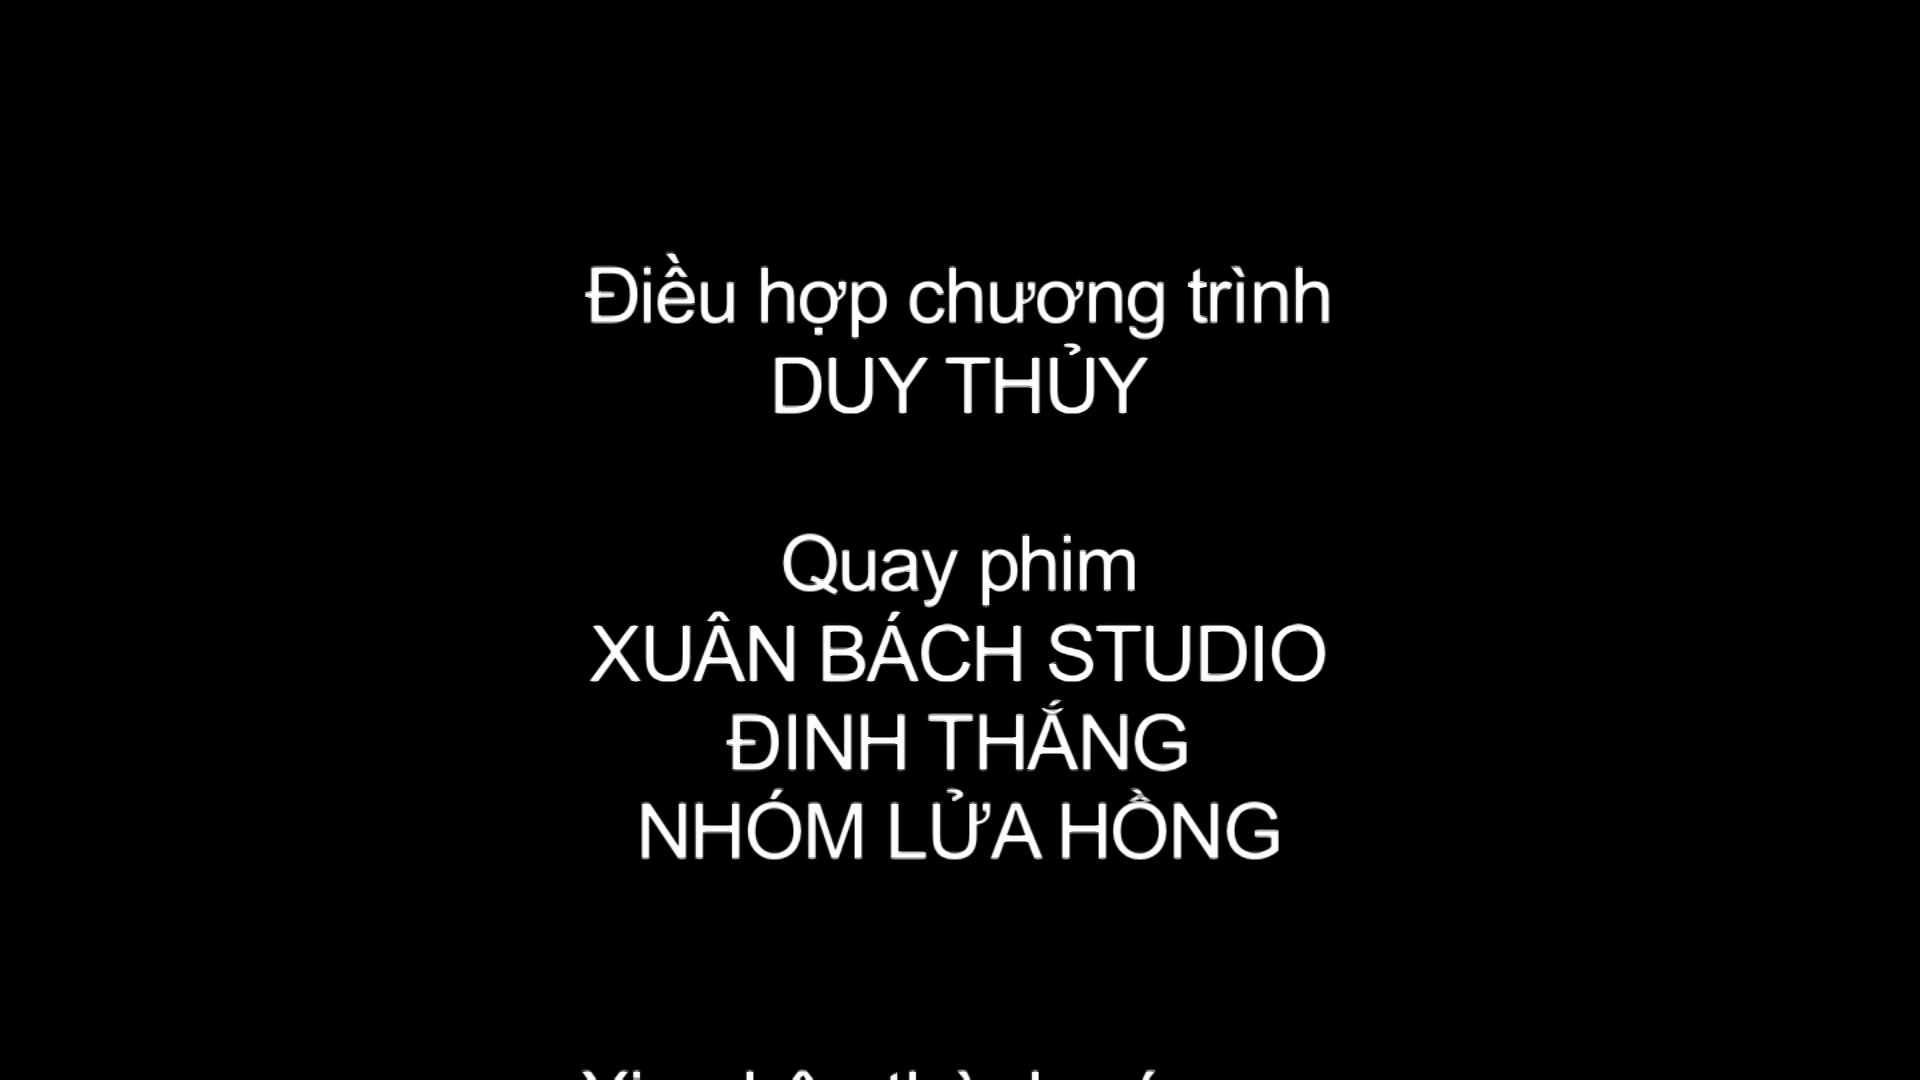 Điều hợp chương trình
DUY THỦY
Quay phim
XUÂN BÁCH STUDIO
ĐINH THẮNG
NHÓM LỬA HỒNG